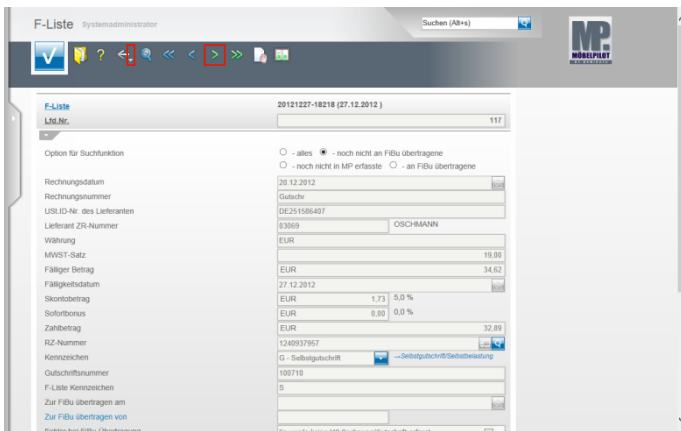 F-Liste Systemadministrator
Suchen (Alt+s)
MP
MÖBELPILOT
F-Liste 20121227-18218 (27.12.2012 )
Lfd.Nr. 117
Option für Suchfunktion - alles - noch nicht an FiBu übertragene
- noch nicht in MP erfasste - an FiBu übertragene
Rechnungsdatum 20.12.2012
Rechnungsnummer Gutschr
USt.ID-Nr. des Lieferanten DE251586407
Lieferant ZR-Nummer 03069 OSCHMANN
Währung EUR
MWST-Satz 19,00
Fälliger Betrag EUR 34,62
Fälligkeitsdatum 27.12.2012
Skontobetrag EUR 1,73 5,0 %
Sofortbonus EUR 0,00 0,0 %
Zahlbetrag EUR 32,89
RZ-Nummer 1240937957
Kennzeichen G - Selbstgutschrift →Selbstgutschrift/Selbstbelastung
Gutschriftsnummer 100710
F-Liste Kennzeichen S
Zur FiBu übertragen am
Zur FiBu übertragen von